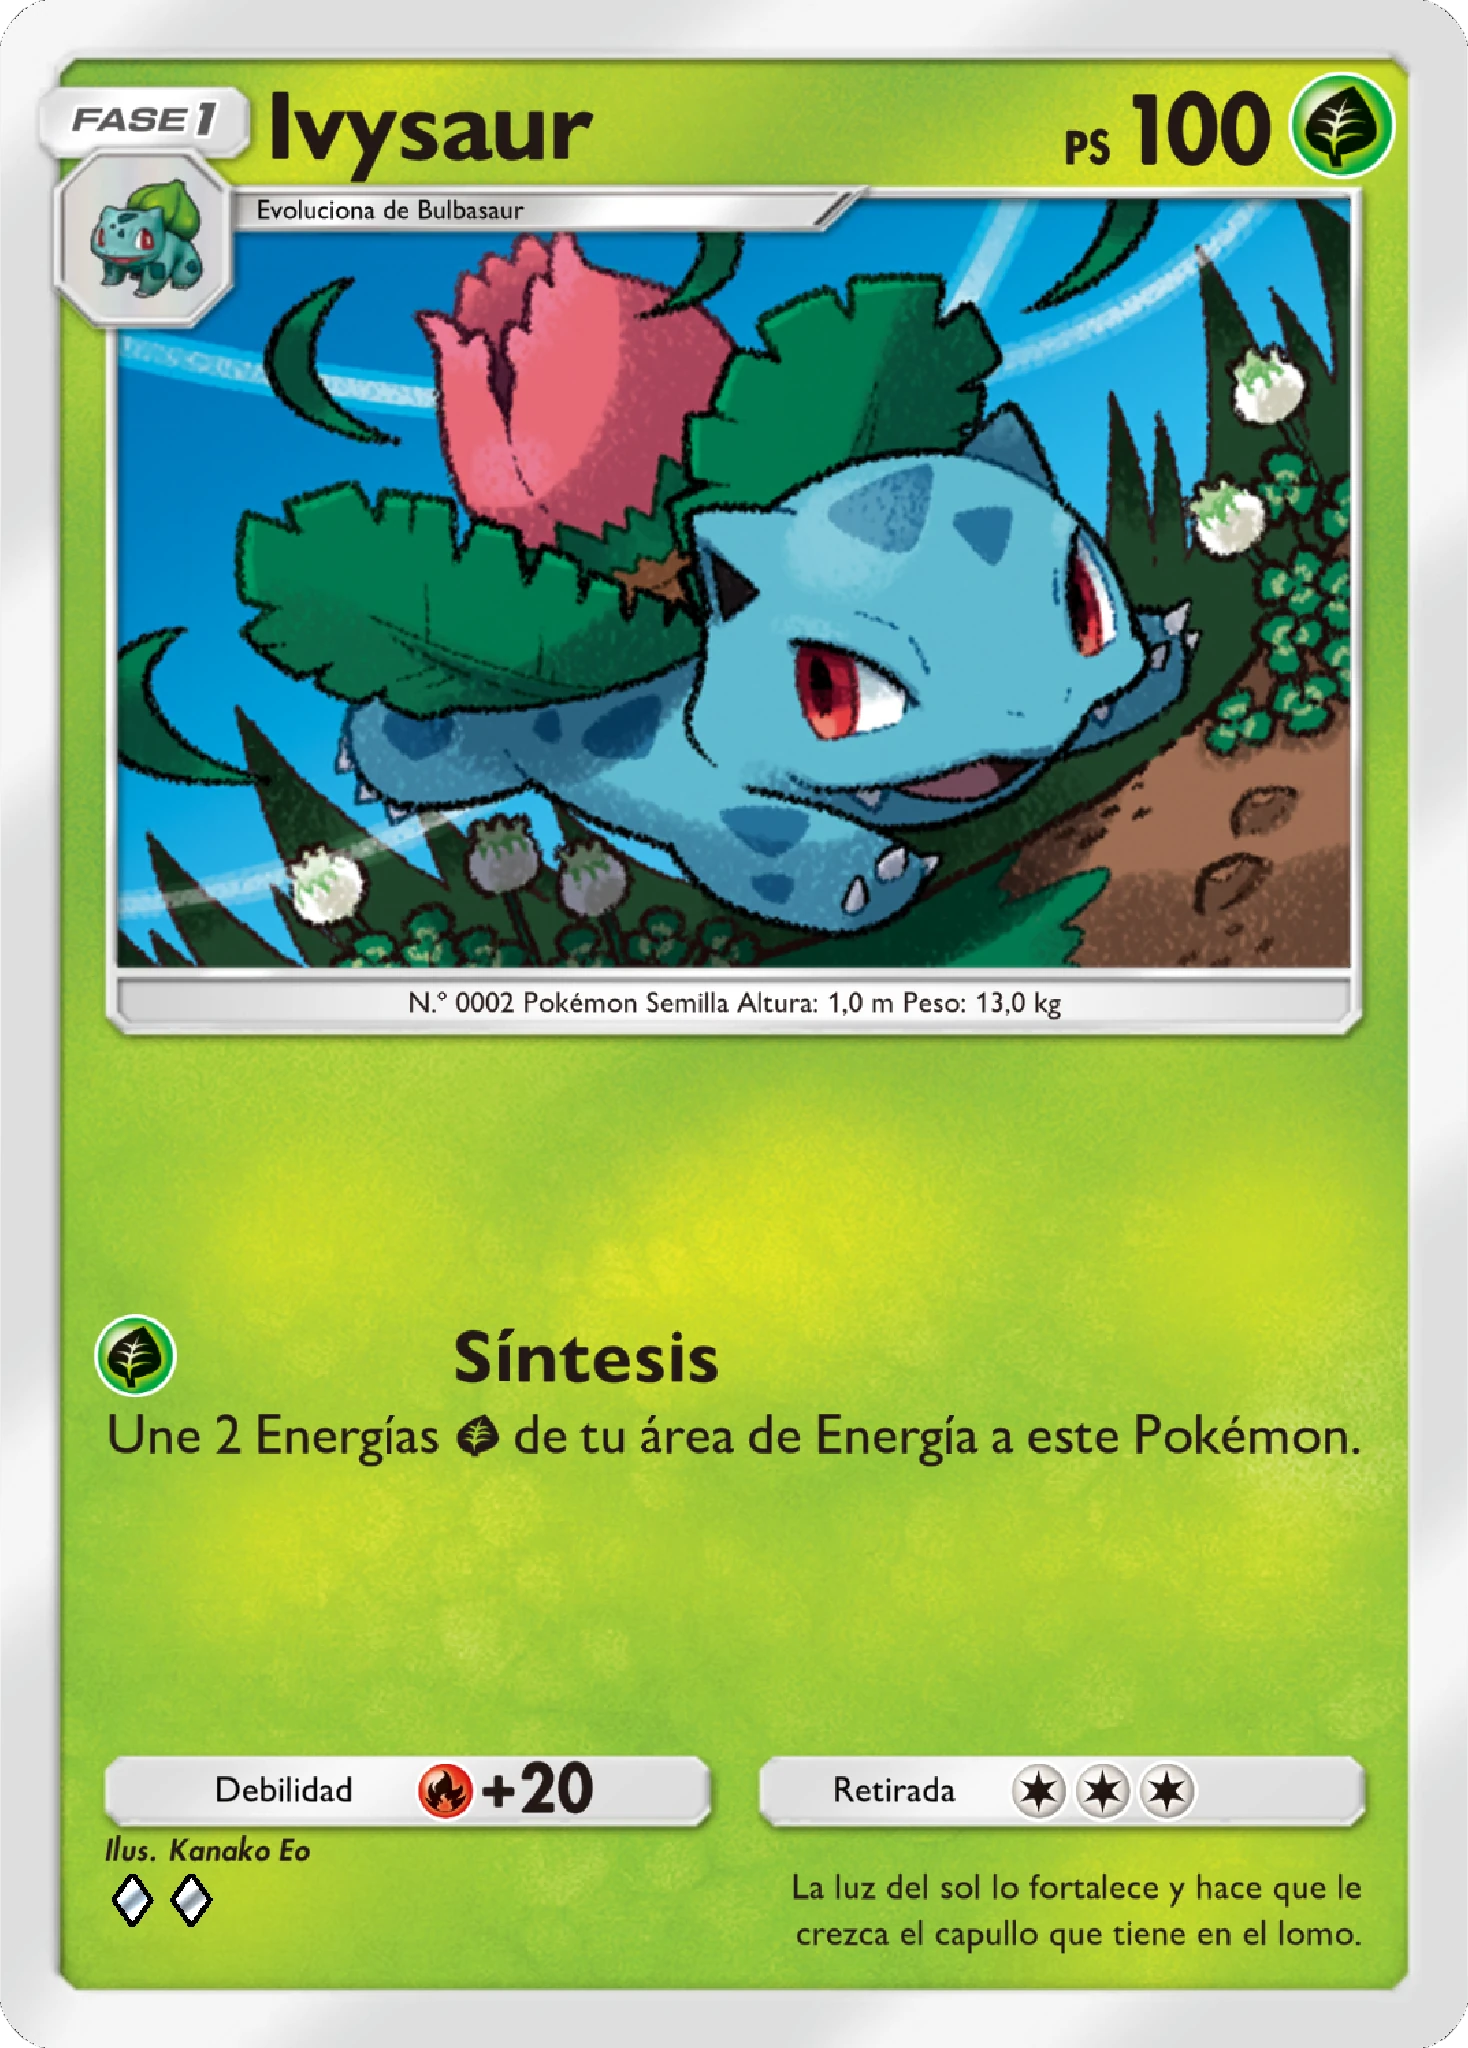 FASE 1
Ivysaur
PS 100
Evoluciona de Bulbasaur
N.º 0002 Pokémon Semilla Altura: 1,0 m Peso: 13,0 kg
Síntesis
Une 2 Energías de tu área de Energía a este Pokémon.
Debilidad +20
Retirada
Ilus. Kanako Eo
La luz del sol lo fortalece y hace que le
crezca el capullo que tiene en el lomo.